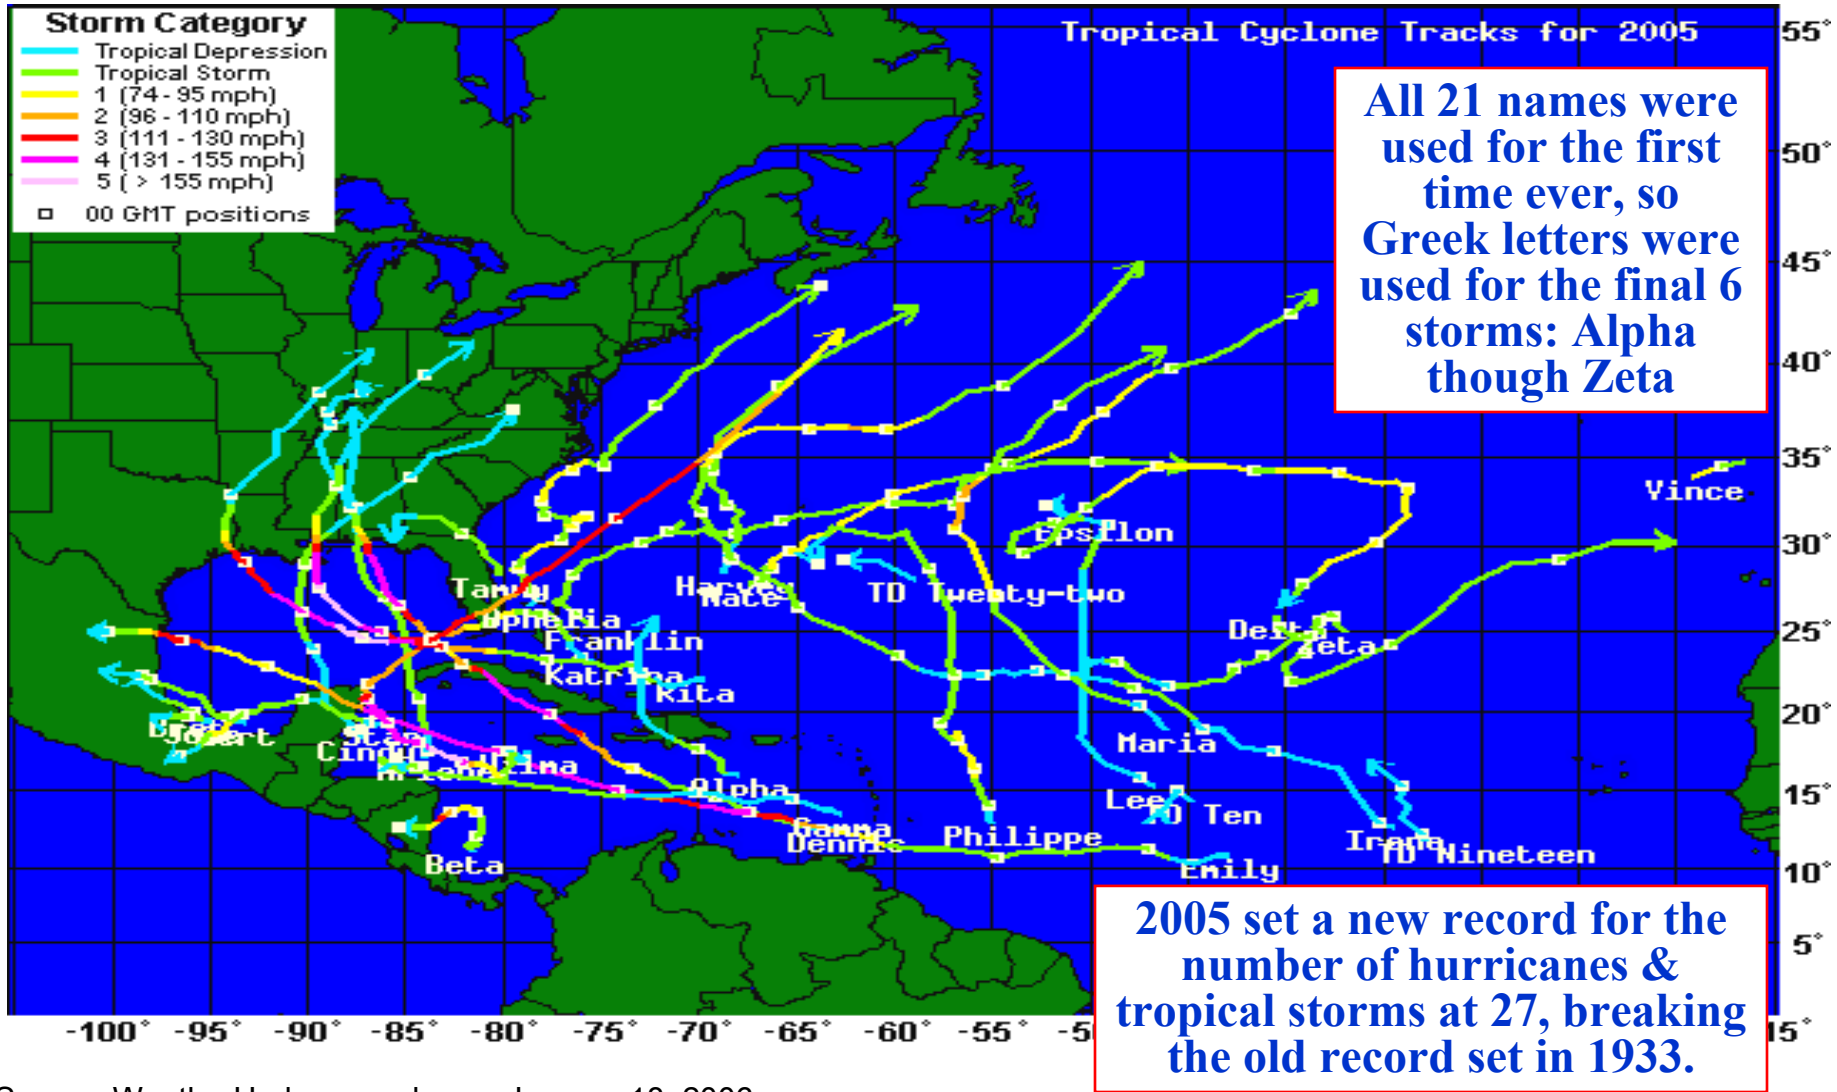 Storm Category
Tropical Depression
Tropical Storm
1 (74-95 mph)
2 (96-110 mph)
3 (111-130 mph)
4 (131-155 mph)
5 ( > 155 mph)
00 GMT positions
Tropical Cyclone Tracks for 2005
All 21 names were
used for the first
time ever, so
Greek letters were
used for the final 6
storms: Alpha
though Zeta
55°
50°
45°
40°
35°
30°
25°
20°
15°
10°
5°
Vince
Epsilon
Tammy
Harvey
Nate
TD Twenty-two
Ophelia
Franklin
Katrina
Delta
Zeta
Maria
Alpha
Lee
TD Ten
Gamma
Dennis
Philippe
Irene
TD Nineteen
Emily
Beta
2005 set a new record for the
number of hurricanes &
tropical storms at 27, breaking
the old record set in 1933.
-100° -95° -90° -85° -80° -75° -70° -65° -60° -55°